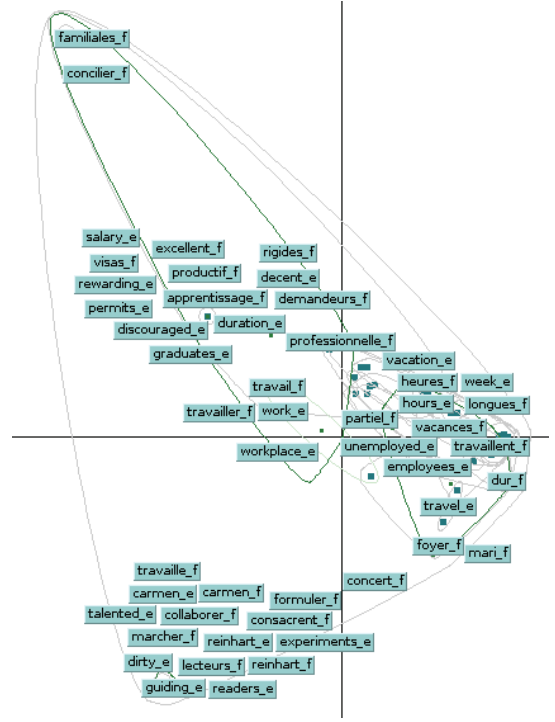 familiales_f
concilier_f
salary_e
excellent_f
rigides_f
visas_f
productif_f
decent_e
rewarding_e
apprentissage_f
demandeurs_f
permits_e
discouraged_e
duration_e
professionnelle_f
graduates_e
vacation_e
travail_f
heures_f
week_e
travailler_f
work_e
hours_e
longues_f
partiel_f
vacances_f
workplace_e
unemployed_e
travaillent_f
employees_e
dur_f
travel_e
foyer_f
mari_f
travaille_f
concert_f
carmen_e
carmen_f
formuler_f
talented_e
collaborer_f
consacrent_f
marcher_f
reinhart_e
experiments_e
dirty_e
lecteurs_f
reinhart_f
guiding_e
readers_e